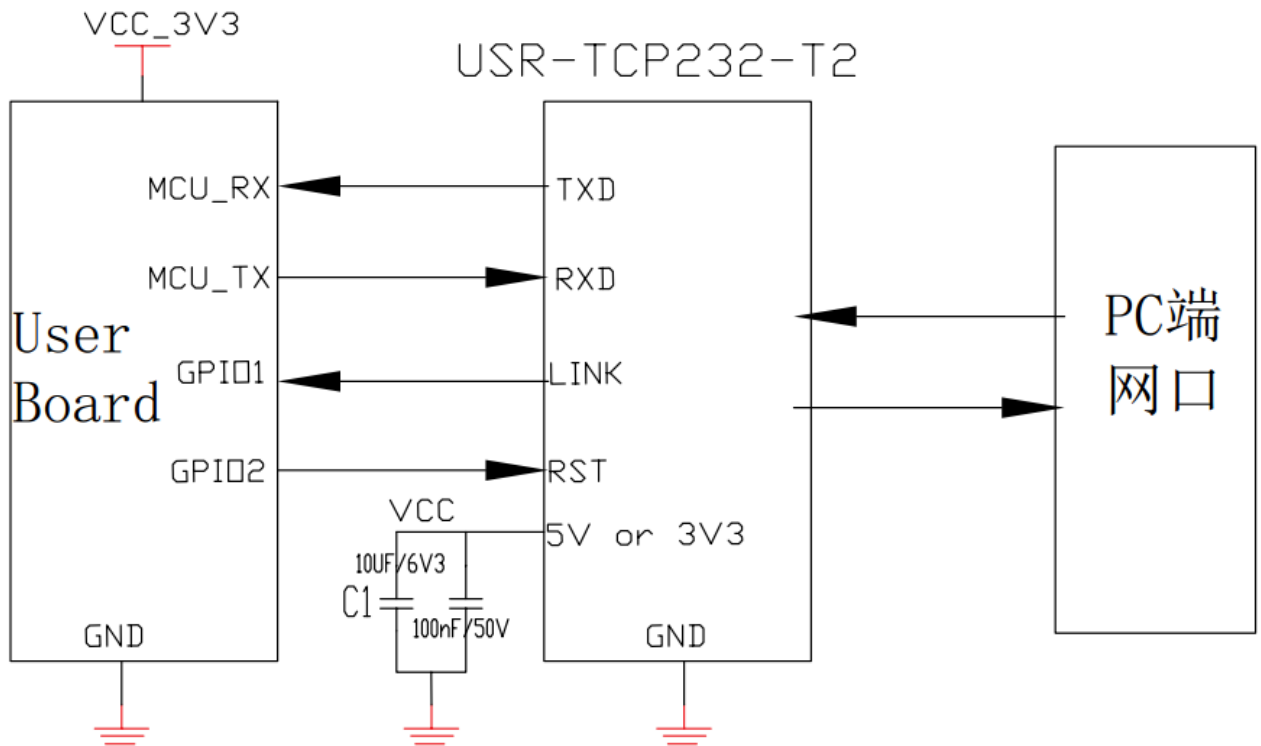 VCC_3V3
USR-TCP232-T2
MCU_RX
TXD
MCU_TX
RXD
User
Board
GPIO1
LINK
GPIO2
RST
VCC
5V or 3V3
10UF/6V3
C1
100nF/50V
GND
GND
PC端
网口